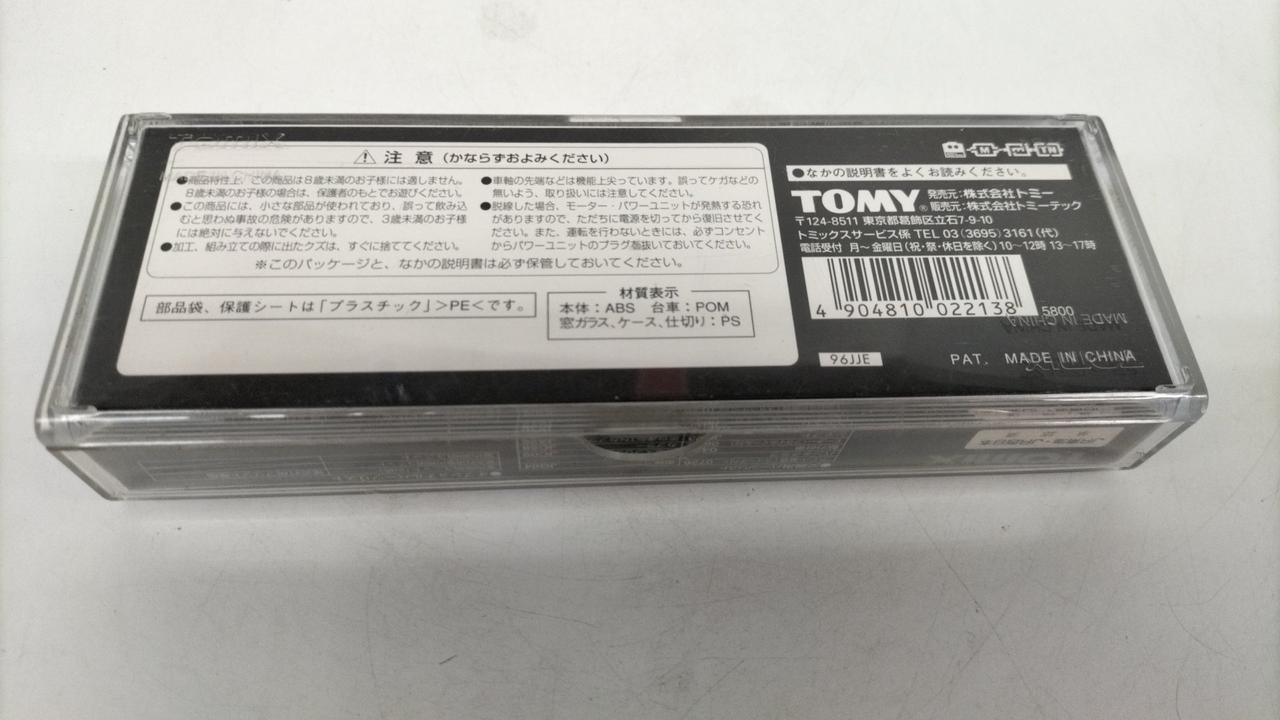 ⚠ 注意（かならずおよみください）
●商品特性上、この商品は8歳未満のお子様には適しません。
8歳未満のお子様の場合は、保護者のもとでお遊びください。
●この商品には、小さな部品が使われており、誤って飲み込
むと思わぬ事故の危険がありますので、3歳未満のお子様
には絶対に与えないでください。
●加工、組み立ての際に出たクズは、すぐに捨ててください。
●車軸の先端などは機能上尖っています。誤ってケガなどの
無いよう、取り扱いには注意してください。
●脱線した場合、モーター・パワーユニットが発熱する恐れ
がありますので、ただちに電源を切ってから復旧させてく
ださい。また、運転を行わないときには、必ずコンセント
からパワーユニットのプラグを抜いておいてください。
※このパッケージと、なかの説明書は必ず保管しておいてください。
部品袋、保護シートは「プラスチック」＞PE＜です。
材質表示
本体：ABS 台車：POM
窓ガラス、ケース、仕切り：PS
●なかの説明書をよくお読みください。
TOMY® 発売元：株式会社トミー
販売元：株式会社トミーテック
〒124-8511 東京都葛飾区立石7-9-10
トミックスサービス係 TEL 03（3695）3161（代）
電話受付 月～金曜日（祝・祭・休日を除く）10～12時 13～17時
4 904810 022138
5800
MADE IN CHINA
96JJE
PAT. MADE IN CHINA
JR東海・JR西日本